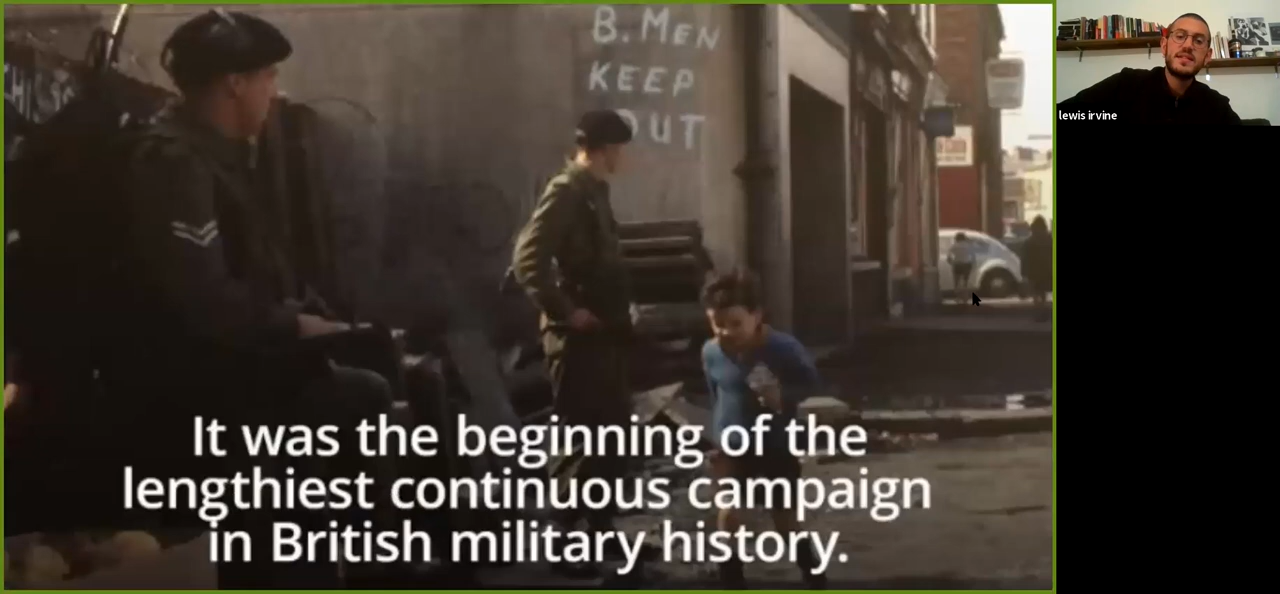 B. MEN
KEEP
OUT
It was the beginning of the
lengthiest continuous campaign
in British military history.
lewis irvine